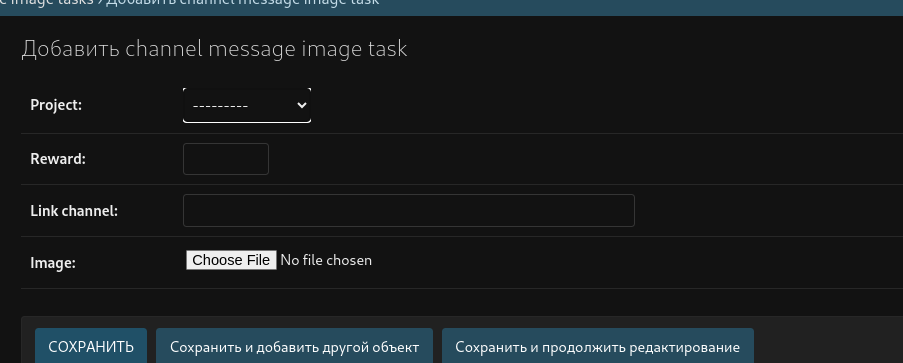 e image tasks › Добавить channel message image task
Добавить channel message image task
Project: ---------
Reward:
Link channel:
Image: Choose File No file chosen
СОХРАНИТЬ Сохранить и добавить другой объект Сохранить и продолжить редактирование